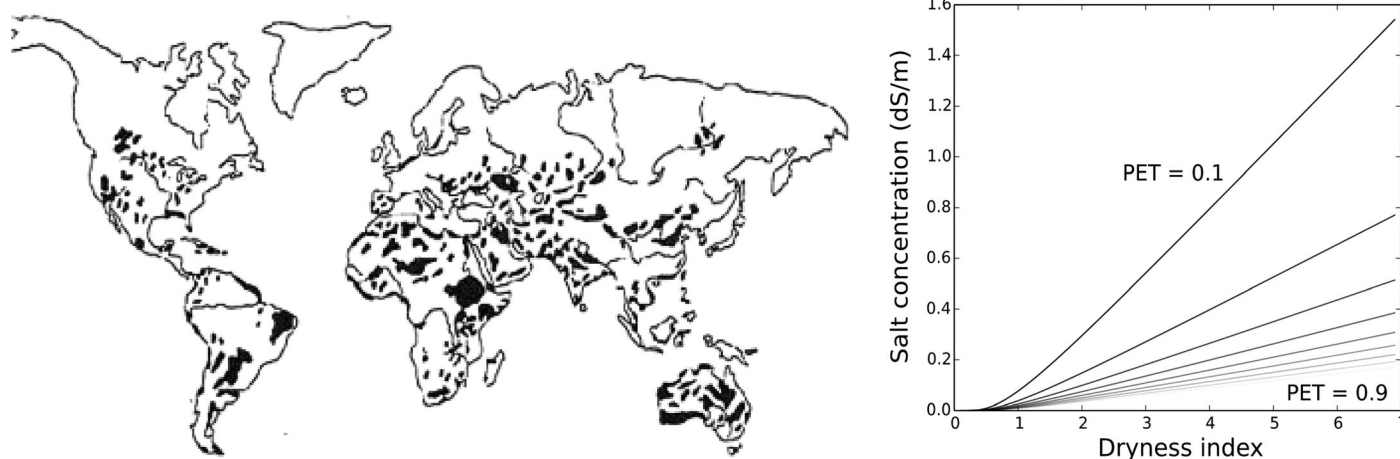 1.6
1.4
1.2
1.0
0.8
0.6
0.4
0.2
0.0
Salt concentration (dS/m)
PET = 0.1
PET = 0.9
0 1 2 3 4 5 6
Dryness index